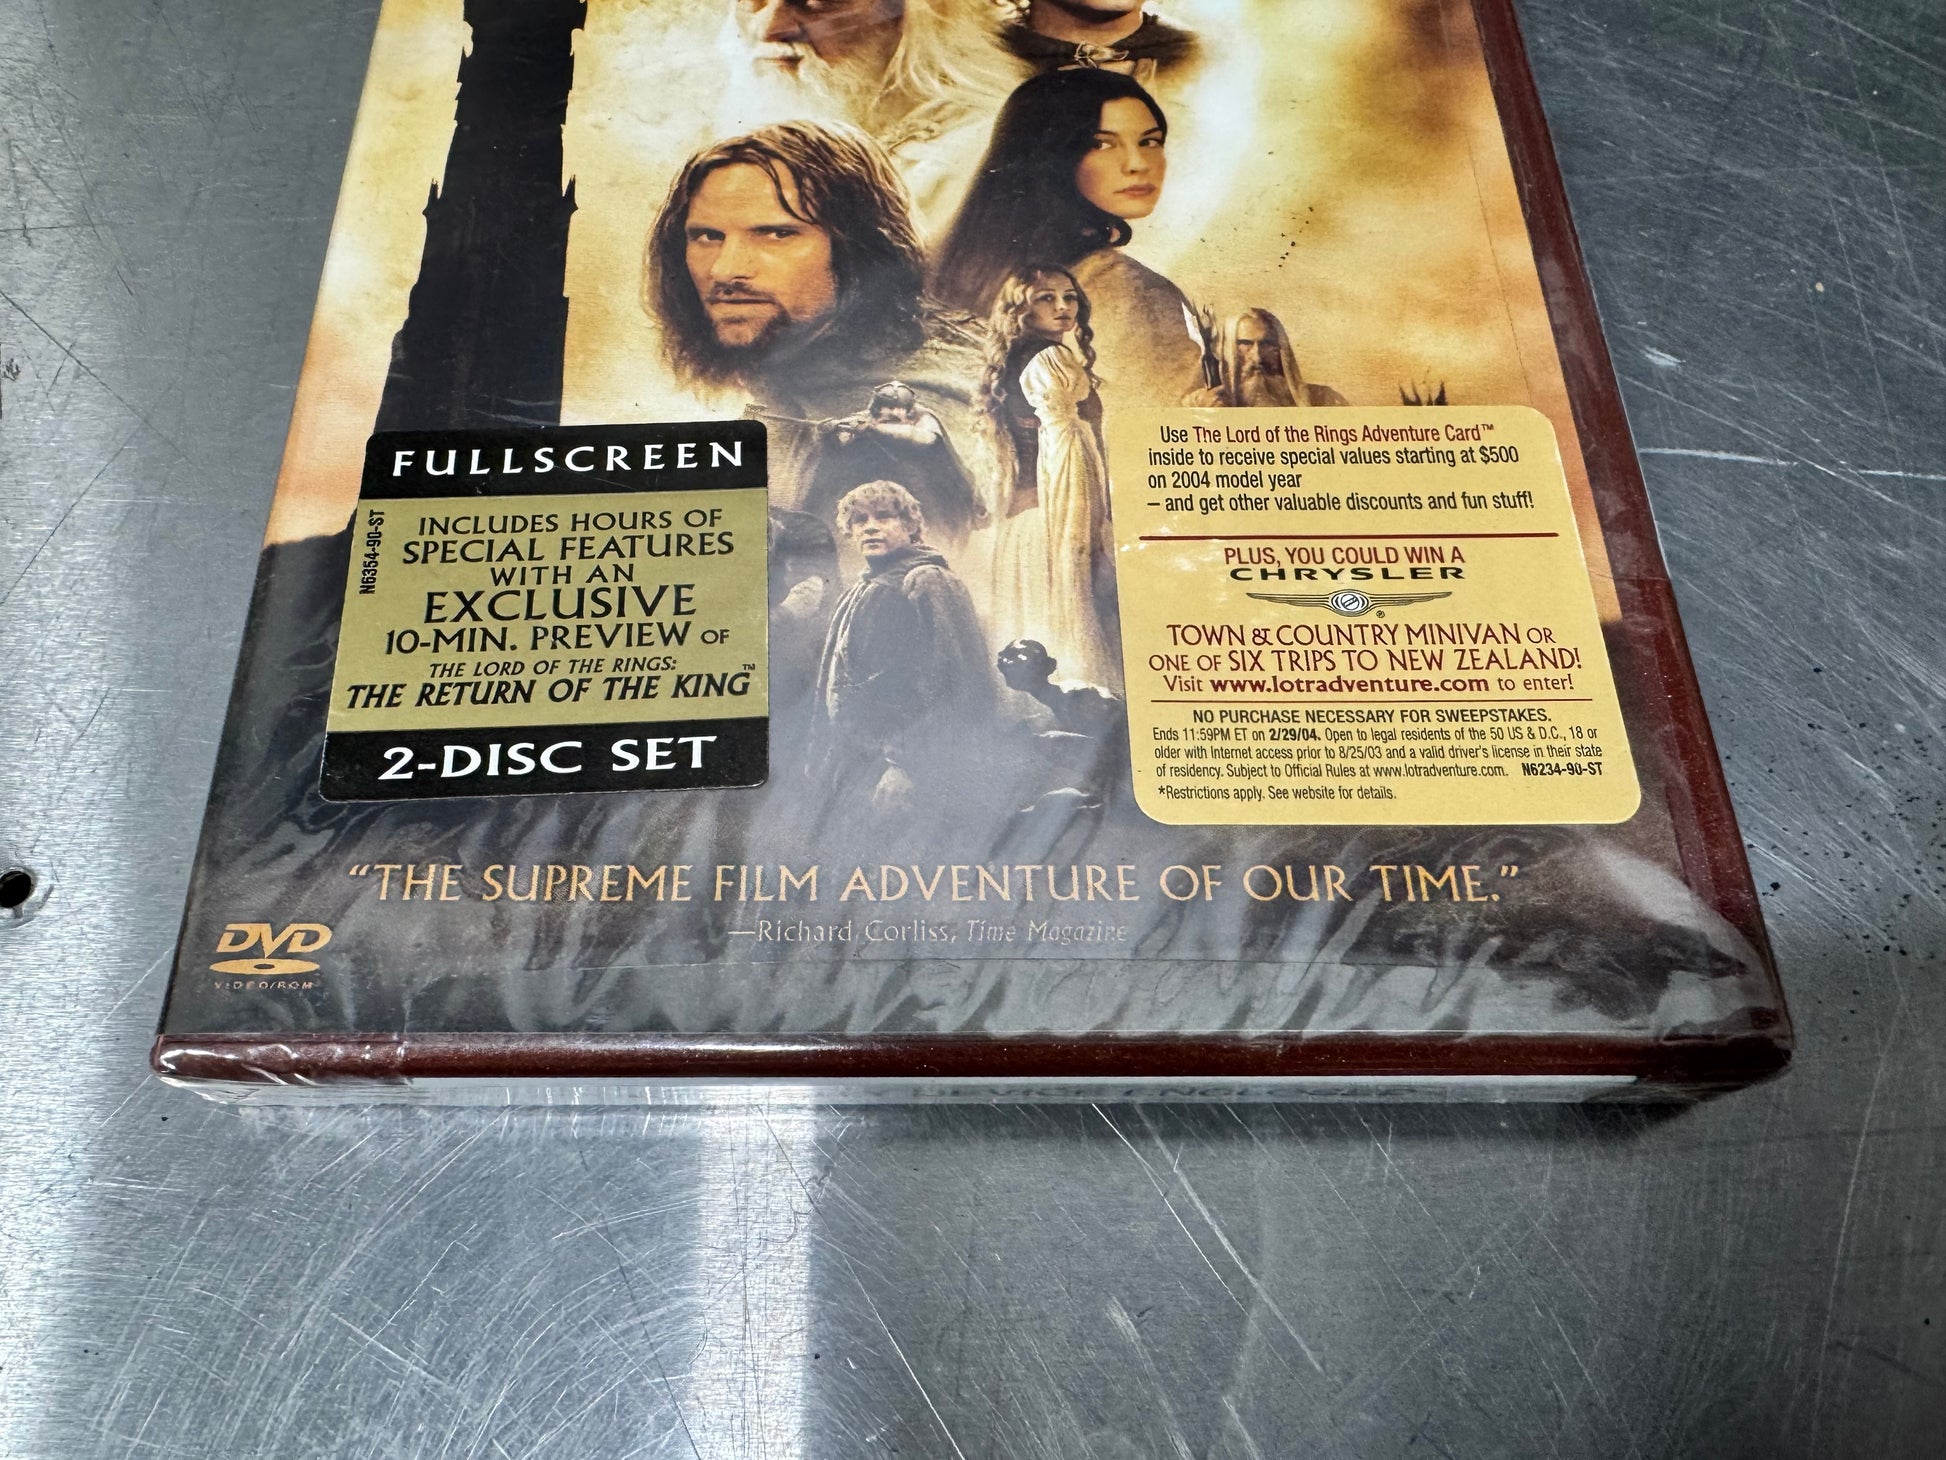 FULLSCREEN
N6354-90-ST
INCLUDES HOURS OF
SPECIAL FEATURES
WITH AN
EXCLUSIVE
10-MIN. PREVIEW OF
THE LORD OF THE RINGS:
THE RETURN OF THE KING™
2-DISC SET
Use The Lord of the Rings Adventure Card™
inside to receive special values starting at $500
on 2004 model year
– and get other valuable discounts and fun stuff!
PLUS, YOU COULD WIN A
CHRYSLER
®
TOWN & COUNTRY MINIVAN OR
ONE OF SIX TRIPS TO NEW ZEALAND!
Visit www.lotradventure.com to enter!
NO PURCHASE NECESSARY FOR SWEEPSTAKES.
Ends 11:59PM ET on 2/29/04. Open to legal residents of the 50 US & D.C., 18 or
older with Internet access prior to 8/25/03 and a valid driver's license in their state
of residency. Subject to Official Rules at www.lotradventure.com. N6234-90-ST
*Restrictions apply. See website for details.
“THE SUPREME FILM ADVENTURE OF OUR TIME.”
—Richard Corliss, Time Magazine
DVD
VIDEO/ROM